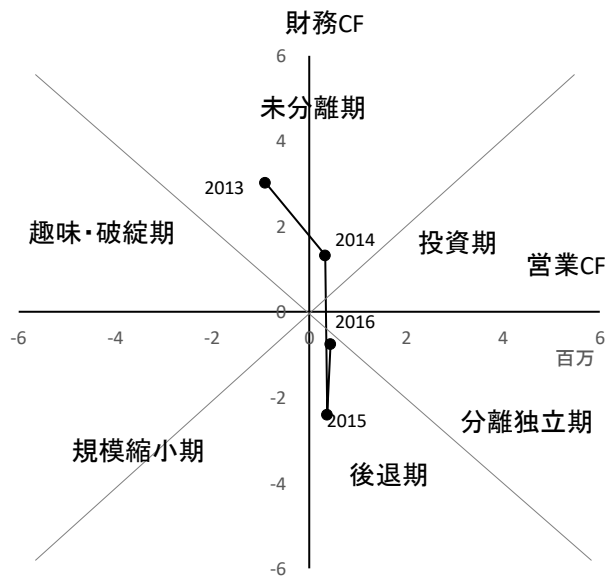 財務CF
6
未分離期
4
2013
2
2014
趣味・破綻期
投資期
営業CF
-6
-4
-2
0
0
2
4
6
2016
百万
-2
2015
分離独立期
規模縮小期
後退期
-4
-6